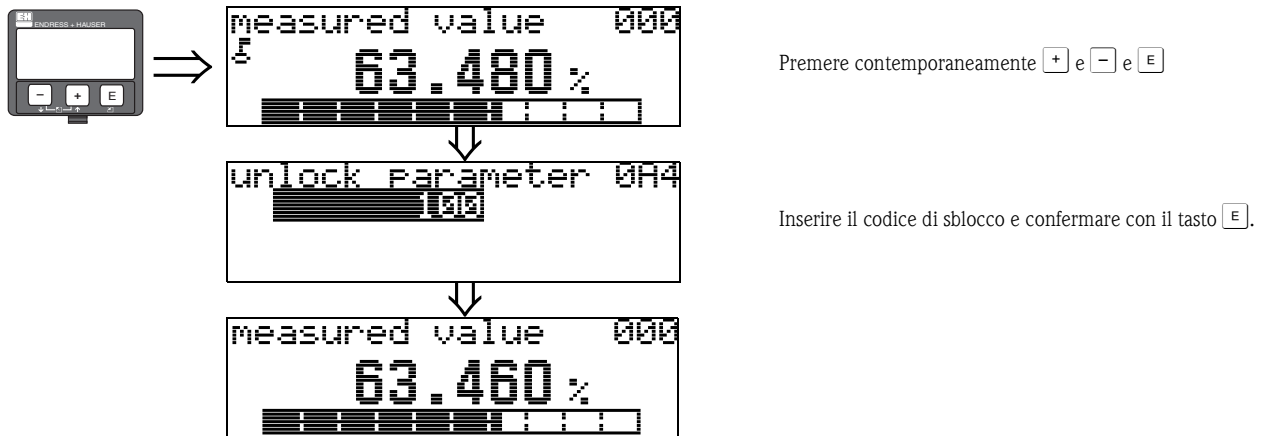 ENDRESS + HAUSER
- + E
measured value 000
63.480 %
Premere contemporaneamente + e - e E
unlock parameter 0A4
100
Inserire il codice di sblocco e confermare con il tasto E.
measured value 000
63.460 %